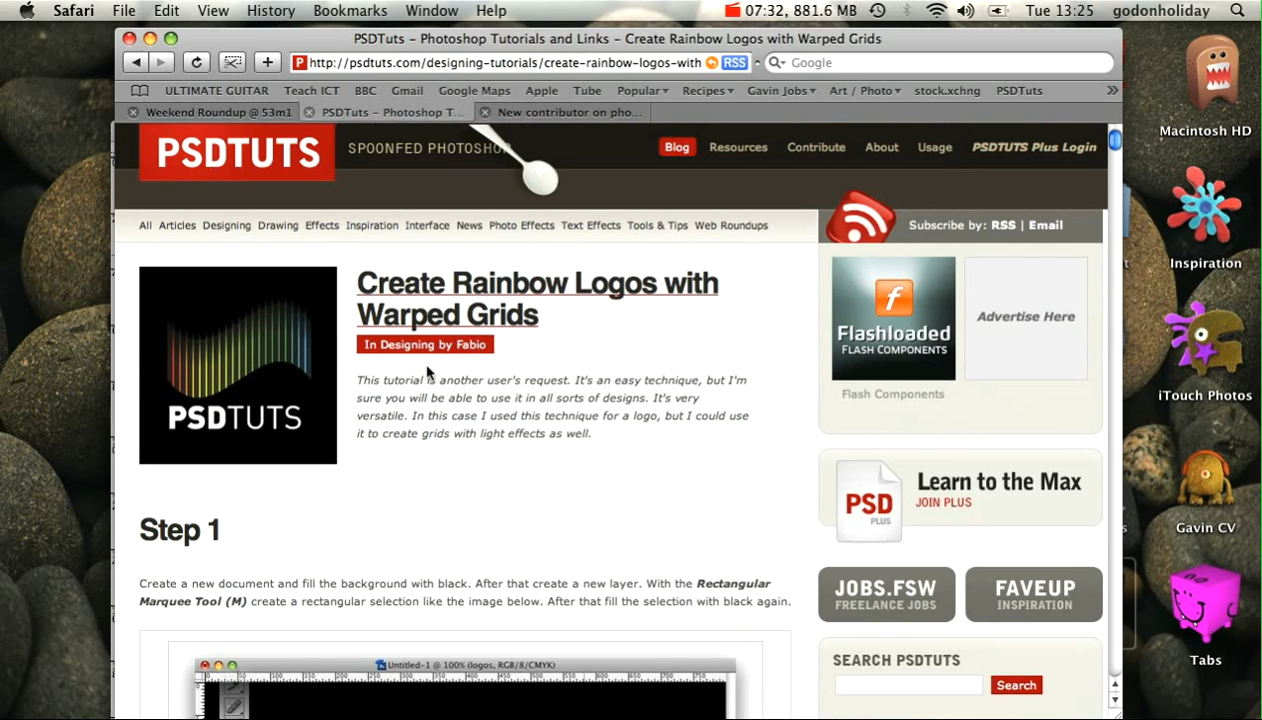 Safari File Edit View History Bookmarks Window Help 07:32, 881.6 MB Tue 13:25 godonholiday
PSDTuts – Photoshop Tutorials and Links – Create Rainbow Logos with Warped Grids
http://psdtuts.com/designing-tutorials/create-rainbow-logos-with RSS Google
ULTIMATE GUITAR Teach ICT BBC Gmail Google Maps Apple Tube Popular Recipes Gavin Jobs Art / Photo stock.xchng PSDTuts
Weekend Roundup @ 53m1 PSDTuts – Photoshop T... New contributor on pho...
Macintosh HD
PSDTUTS SPOONFED PHOTOSHOP Blog Resources Contribute About Usage PSDTUTS Plus Login
All Articles Designing Drawing Effects Inspiration Interface News Photo Effects Text Effects Tools & Tips Web Roundups
Subscribe by: RSS | Email
Inspiration
Create Rainbow Logos with
Warped Grids
In Designing by Fabio
This tutorial is another user's request. It's an easy technique, but I'm
sure you will be able to use it in all sorts of designs. It's very
versatile. In this case I used this technique for a logo, but I could use
it to create grids with light effects as well.
PSDTUTS
f
Flashloaded
FLASH COMPONENTS
Flash Components
Advertise Here
iTouch Photos
PSD
PLUS
Learn to the Max
JOIN PLUS
Gavin CV
Step 1
Create a new document and fill the background with black. After that create a new layer. With the Rectangular
Marquee Tool (M) create a rectangular selection like the image below. After that fill the selection with black again.
JOBS.FSW
FREELANCE JOBS
FAVEUP
INSPIRATION
Untitled-1 @ 100% (logos, RGB/8/CMYK)
SEARCH PSDTUTS
Search
Tabs